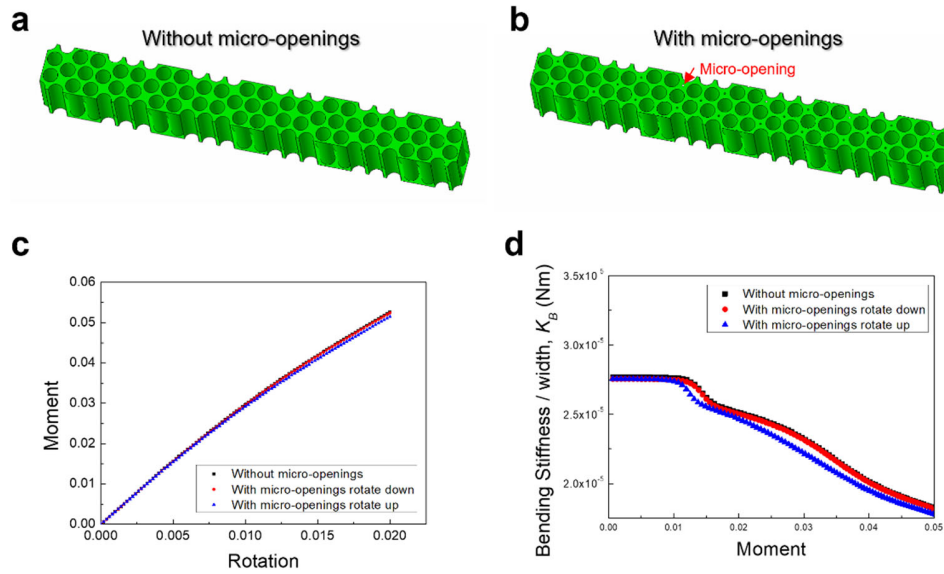 a
Without micro-openings
b
With micro-openings
Micro-opening
c
Moment
0.06
0.05
0.04
0.03
0.02
0.01
0.00
Without micro-openings
With micro-openings rotate down
With micro-openings rotate up
0.000 0.005 0.010 0.015 0.020
Rotation
d
Bending Stiffness / width, K_B (Nm)
3.5x10⁻⁵
3.0x10⁻⁵
2.5x10⁻⁵
2.0x10⁻⁵
Without micro-openings
With micro-openings rotate down
With micro-openings rotate up
0.00 0.01 0.02 0.03 0.04 0.05
Moment